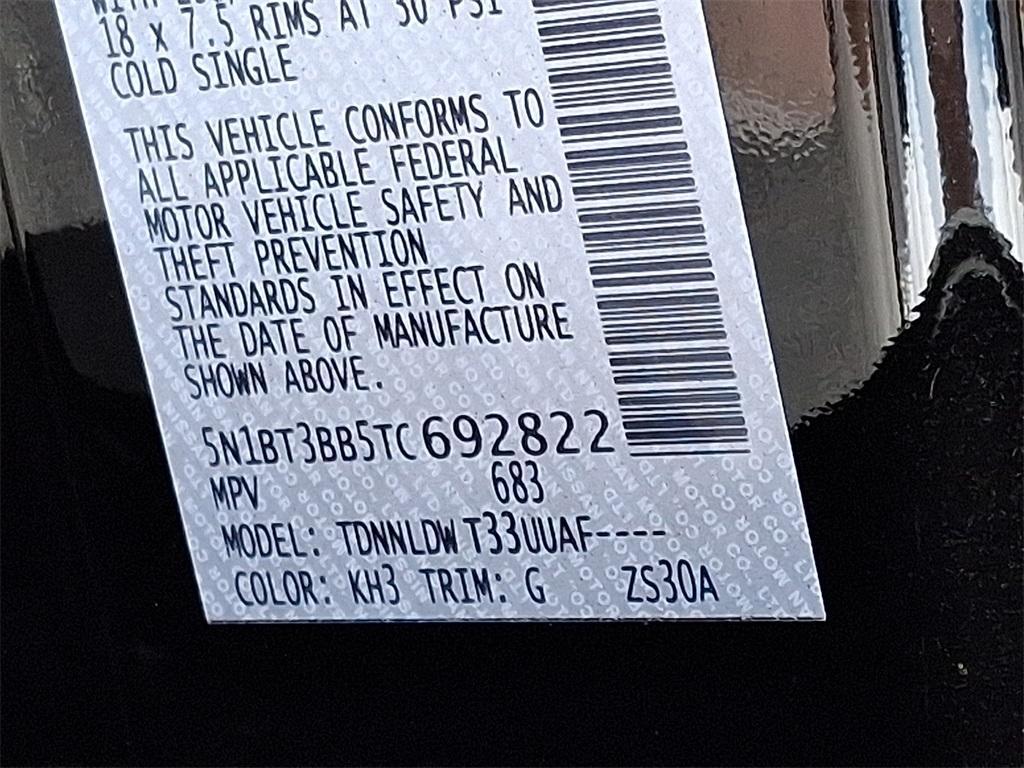 18 x 7.5 RIMS AT 30 PSI
COLD SINGLE
THIS VEHICLE CONFORMS TO
ALL APPLICABLE FEDERAL
MOTOR VEHICLE SAFETY AND
THEFT PREVENTION
STANDARDS IN EFFECT ON
THE DATE OF MANUFACTURE
SHOWN ABOVE.
5N1BT3BB5TC692822
MPV 683
MODEL: TDNNLDW T33UUAF----
COLOR: KH3 TRIM: G ZS30A